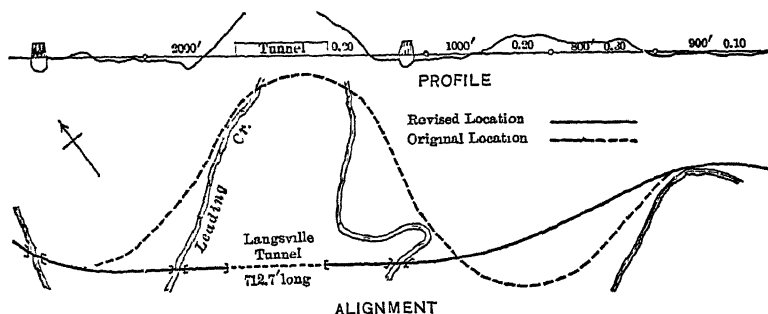 2000' Tunnel 0.20 1000' 0.20 800' 0.30 900' 0.10
PROFILE
Revised Location
Original Location
Leading Cr.
Langsville
Tunnel
712.7' long
ALIGNMENT